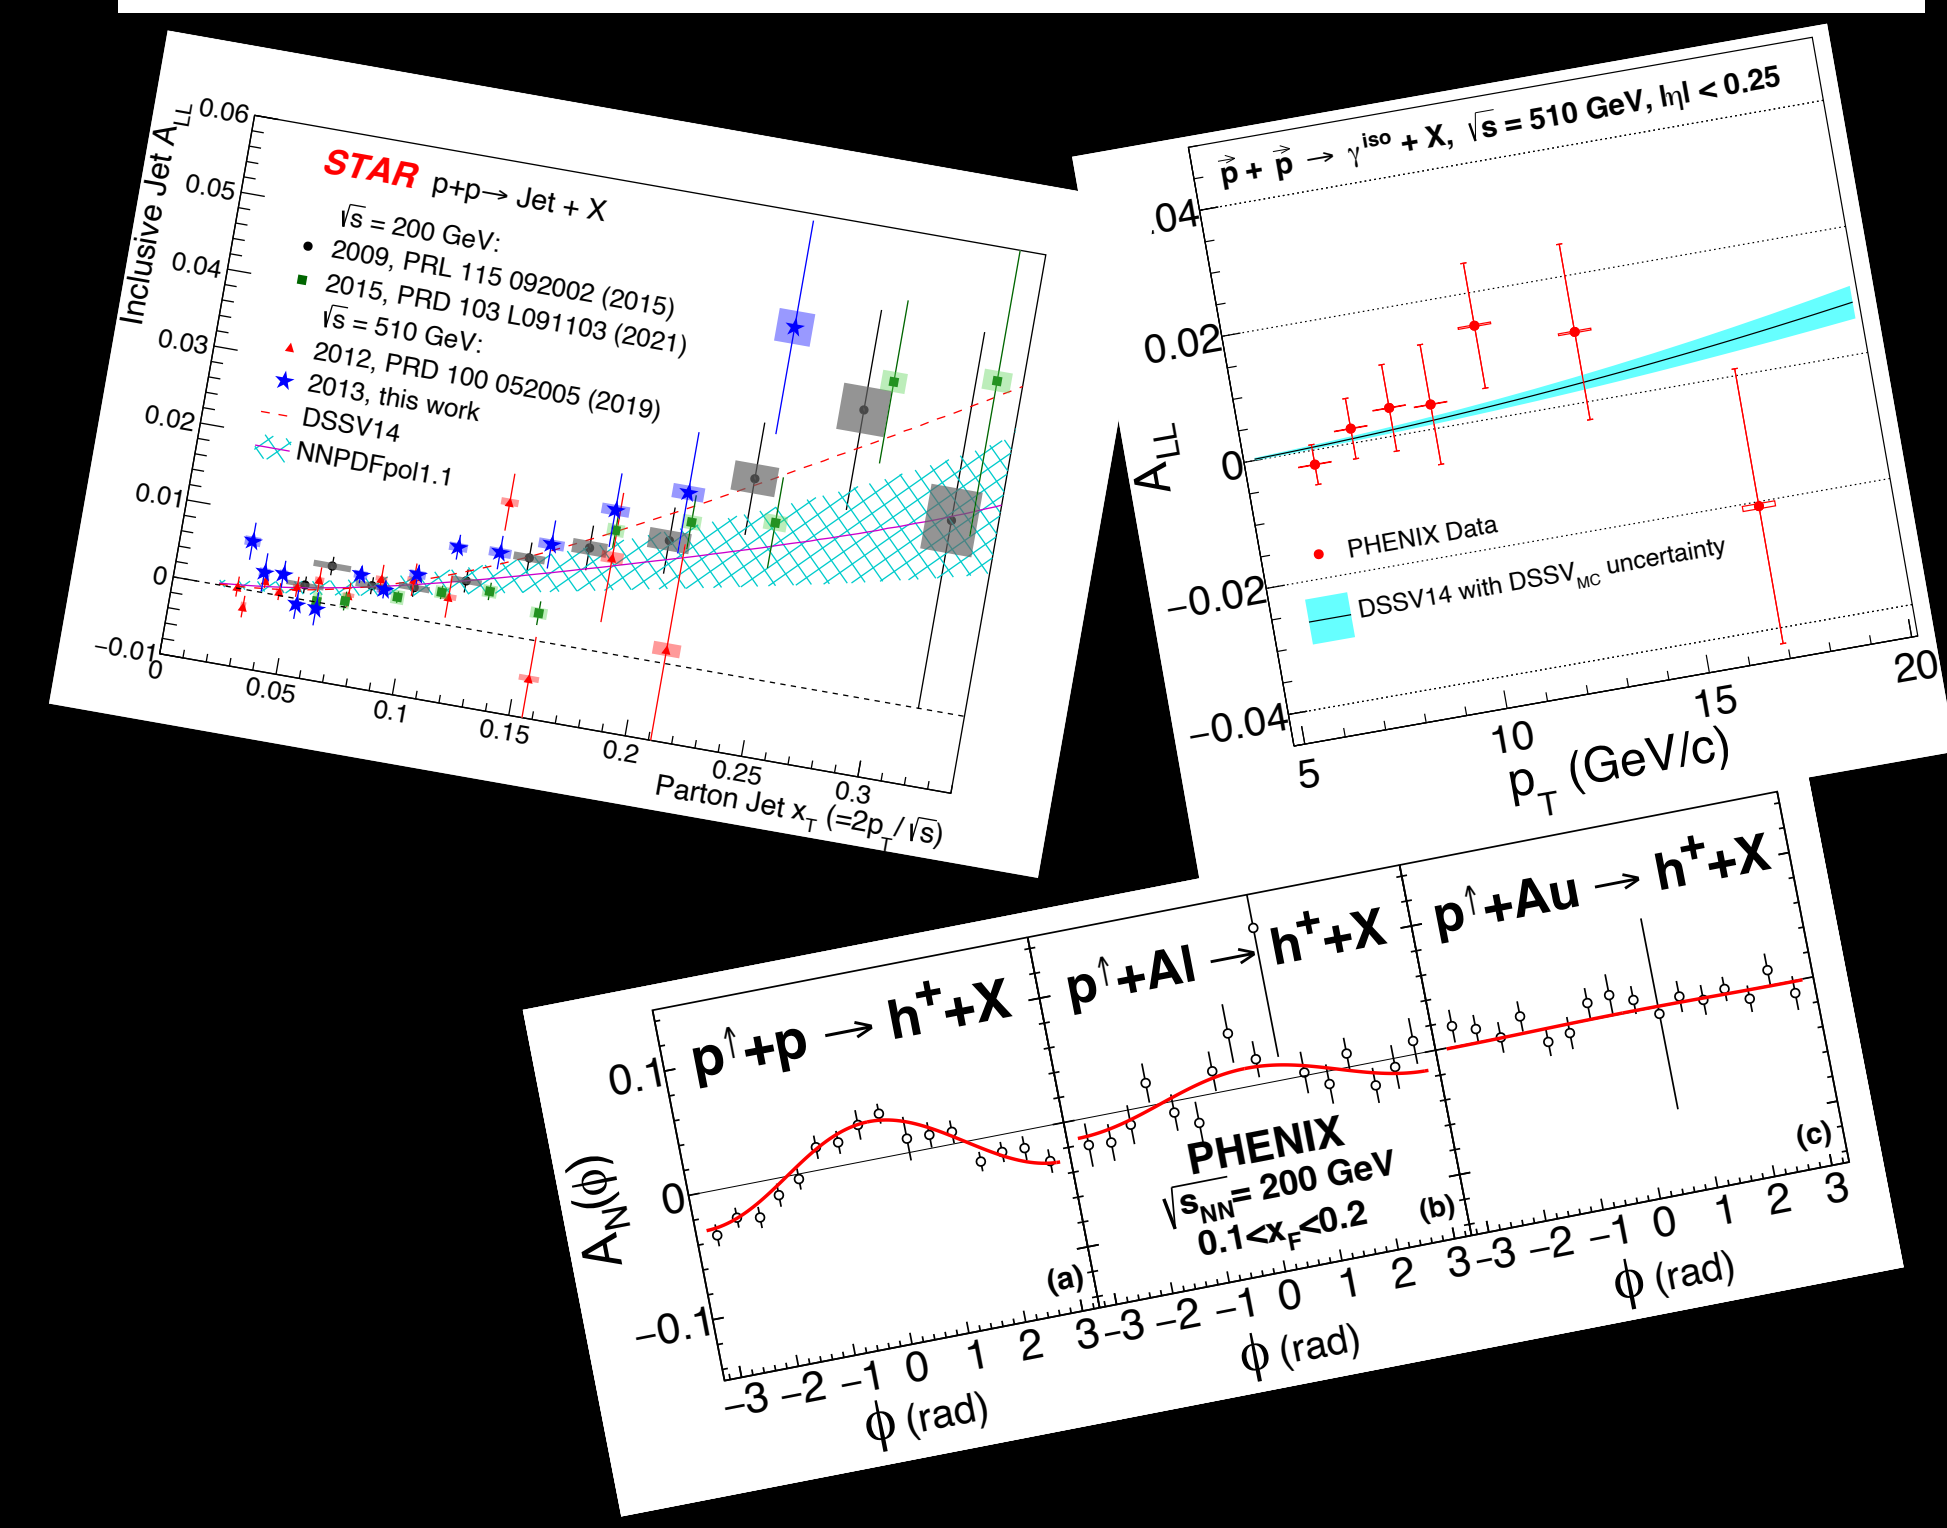 0.06
0.05
0.04
0.03
0.02
0.01
0
−0.01
Inclusive Jet A_LL
STAR p+p→ Jet + X
√s = 200 GeV:
2009, PRL 115 092002 (2015)
2015, PRD 103 L091103 (2021)
√s = 510 GeV:
2012, PRD 100 052005 (2019)
2013, this work
DSSV14
NNPDFpol1.1
0 0.05 0.1 0.15 0.2 0.25 0.3
Parton Jet x_T (=2p_T/√s)
p⃗ + p⃗ → γ^iso + X, √s = 510 GeV, |η| < 0.25
.04
0.02
0
−0.02
−0.04
A_LL
PHENIX Data
DSSV14 with DSSV_MC uncertainty
5 10 15 20
p_T (GeV/c)
p↑+p → h⁺+X
p↑+Al → h⁺+X
p↑+Au → h⁺+X
0.1
0
−0.1
A_N(ϕ)
PHENIX
√s_NN = 200 GeV
0.1<x_F<0.2
(a)
(b)
(c)
−3 −2 −1 0 1 2 3
−3 −2 −1 0 1 2 3
−3 −2 −1 0 1 2 3
ϕ (rad)
ϕ (rad)
ϕ (rad)